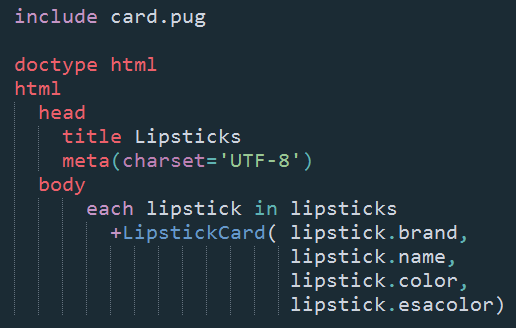 include card.pug
doctype html
html
head
title Lipsticks
meta(charset='UTF-8')
body
each lipstick in lipsticks
+LipstickCard( lipstick.brand,
lipstick.name,
lipstick.color,
lipstick.esacolor)